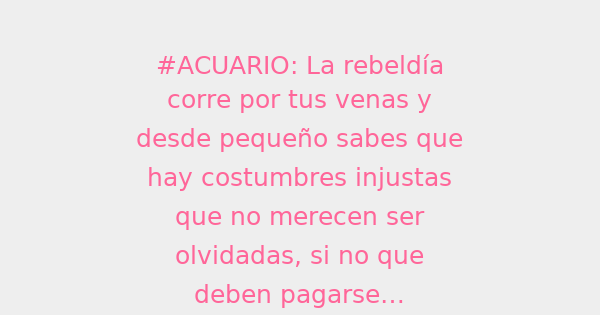 #ACUARIO: La rebeldía
corre por tus venas y
desde pequeño sabes que
hay costumbres injustas
que no merecen ser
olvidadas, si no que
deben pagarse...